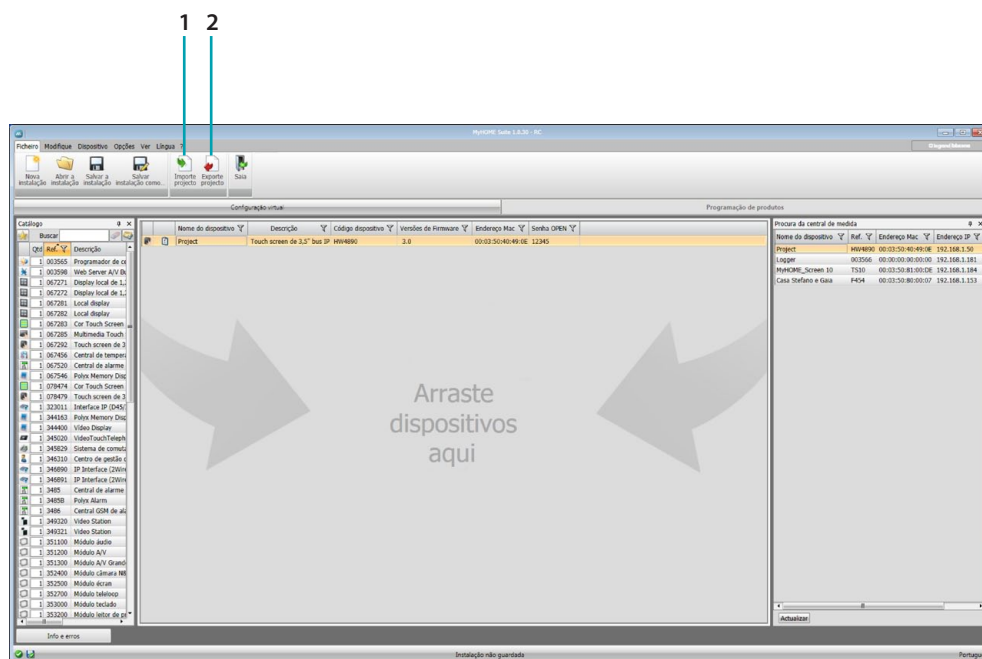 1 2
MyHOME Suite 1.0.20 - RC
Ficheiro Modifique Dispositivo Opções Ver Língua ?
Nova instalação Abrir a instalação Salvar a instalação Salvar instalação como... Importe projecto Exporte projecto Saia
Configuração virtual Programação de produtos
Catálogo
Buscar
Qtd Ref. Descrição
1 003565 Programador de ce
1 003598 Web Server A/V Bu
1 067271 Display local de 1,
1 067272 Display local de 1,
1 067281 Local display
1 067282 Local display
1 067283 Cor Touch Screen
1 067285 Multimedia Touch
1 067292 Touch screen de 3
1 067456 Central de tempera
1 067520 Central de alarme
1 067546 Polyx Memory Disp
1 078474 Cor Touch Screen
1 078479 Touch screen de 3
1 323011 Interface IP (D45/
1 344163 Polyx Memory Disp
1 344400 Video Display
1 345020 VideoTouchTeleph
1 345829 Sistema de comuta
1 346310 Centro de gestão c
1 346890 IP Interface (2Wire
1 346891 IP Interface (2Wire
1 3485 Central de alarme
1 3485B Polyx Alarm
1 3486 Central GSM de ala
1 349320 Video Station
1 349321 Video Station
1 351100 Módulo áudio
1 351200 Módulo A/V
1 351300 Módulo A/V Grand
1 352400 Módulo câmara
1 352500 Módulo écran
1 352700 Módulo teleloop
1 353000 Módulo teclado
1 353200 Módulo leitor de pr
Nome do dispositivo Descrição Código dispositivo Versões de Firmware Endereço Mac Senha OPEN
Project Touch screen de 3,5" bus IP HW4890 3.0 00:03:50:40:49:0E 12345
Arraste
dispositivos
aqui
Procura da central de medida
Nome do dispositivo Ref. Endereço Mac Endereço IP
Project HW4890 00:03:50:40:49:0E 192.168.1.50
Logger 003566 00:00:00:00:00:00 192.168.1.181
MyHOME_Screen 10 TS10 00:03:50:81:00:DE 192.168.1.184
Casa Stefano e Gaia F454 00:03:50:80:00:07 192.168.1.153
Actualizar
Info e erros
Instalação não guardada
Portugu